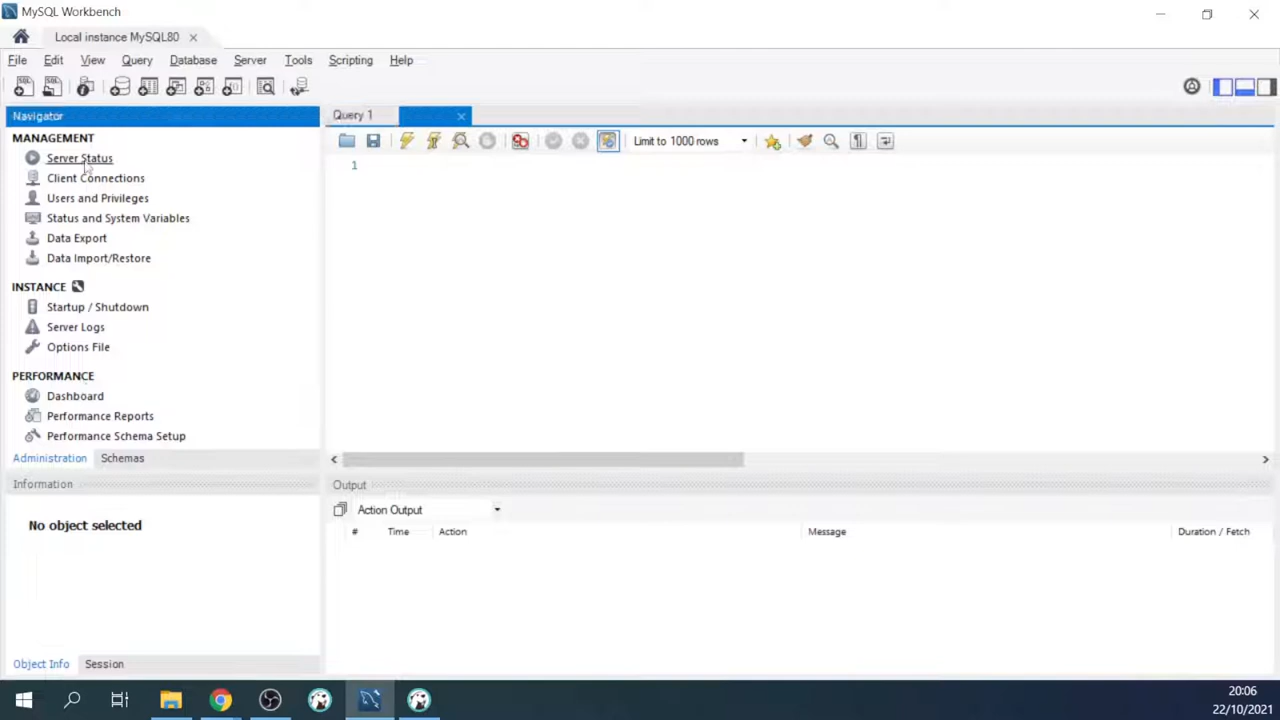 MySQL Workbench
Local instance MySQL80
File Edit View Query Database Server Tools Scripting Help
Navigator
MANAGEMENT
Server Status
Client Connections
Users and Privileges
Status and System Variables
Data Export
Data Import/Restore
INSTANCE
Startup / Shutdown
Server Logs
Options File
PERFORMANCE
Dashboard
Performance Reports
Performance Schema Setup
Administration Schemas
Information
No object selected
Object Info Session
Query 1
Limit to 1000 rows
1
Output
Action Output
# Time Action Message Duration / Fetch
20:06
22/10/2021